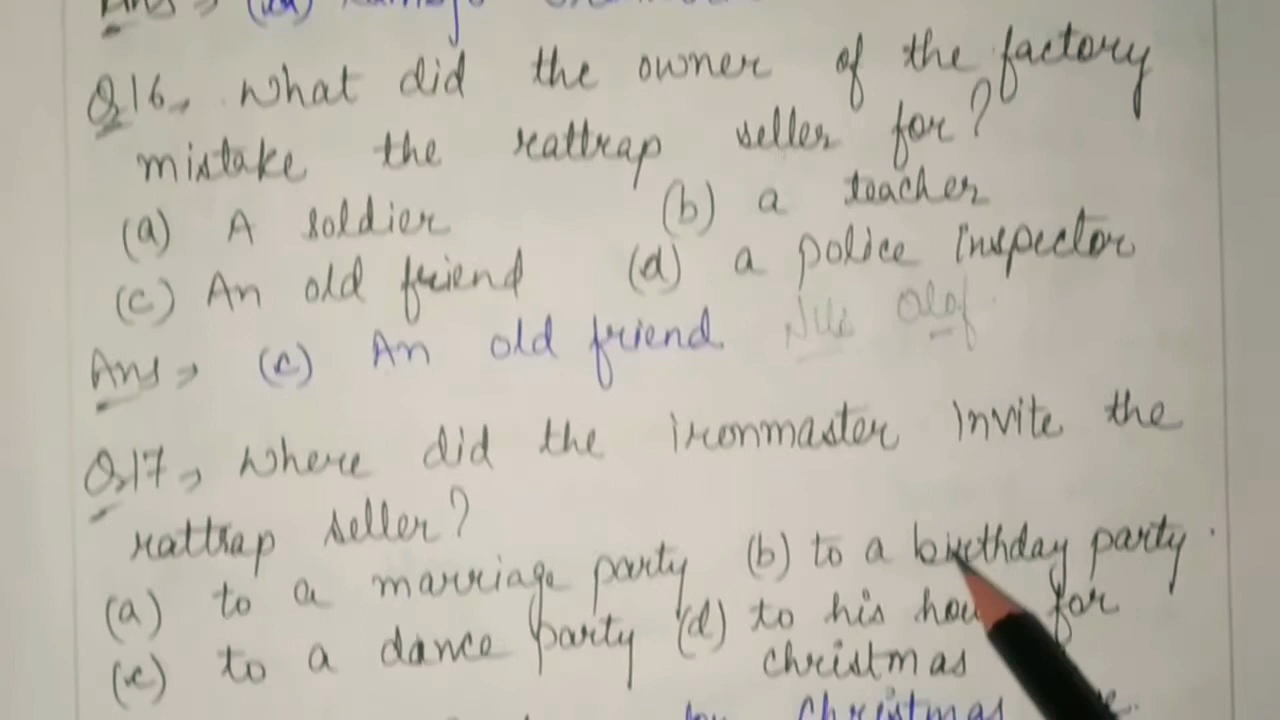 Ans →
Q16→ What did the owner of the factory
mistake the rattrap seller for?
(a) A soldier (b) a teacher
(c) An old friend (d) a police inspector
Ans → (c) An old friend
Q17→ Where did the ironmaster invite the
rattrap seller?
(a) to a marriage party (b) to a birthday party.
(c) to a dance party (d) to his for
christmas
christmas